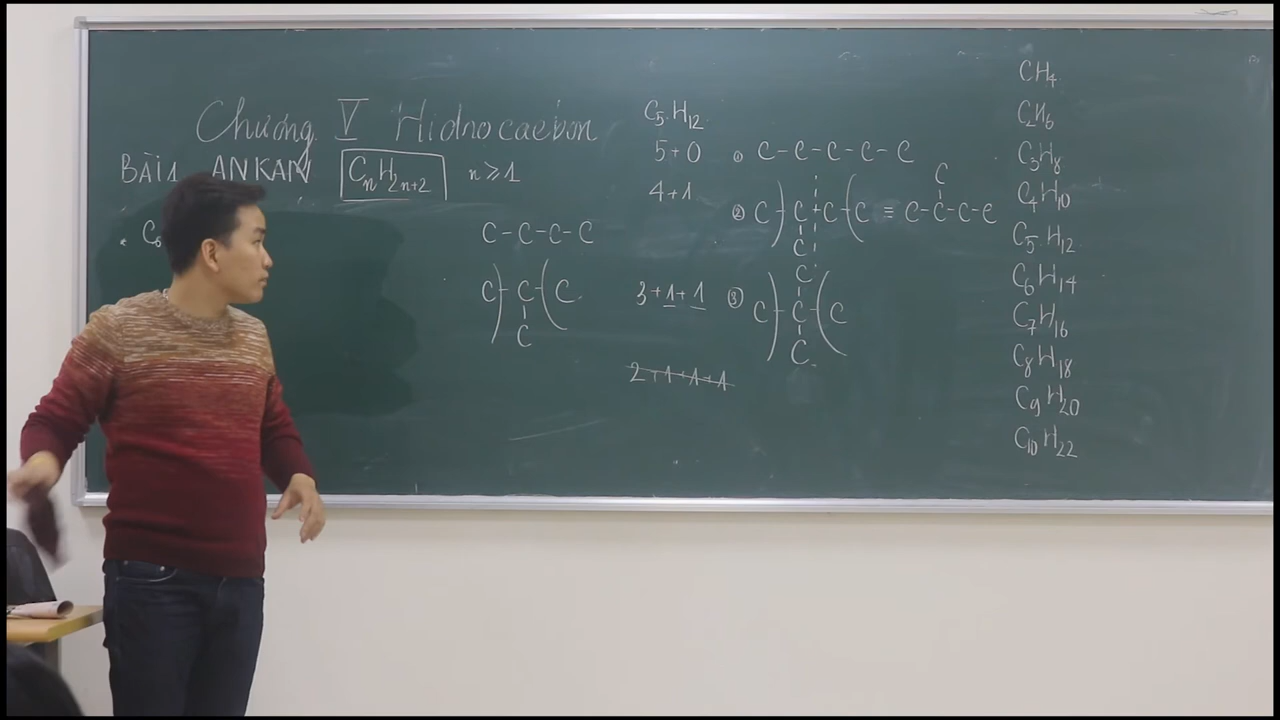 Chương V Hidrocacbon
BÀI 1 ANKAN CnH2n+2 n ≥ 1
C6
C-C-C-C
C-C-C
C
C5H12
5+0 ① C-C-C-C-C
4+1 ② C-C-C-C ≡ C-C-C-C
C
C
3+1+1 ③ C-C-C
C
C
2+1+1+1
CH4
C2H6
C3H8
C4H10
C5H12
C6H14
C7H16
C8H18
C9H20
C10H22